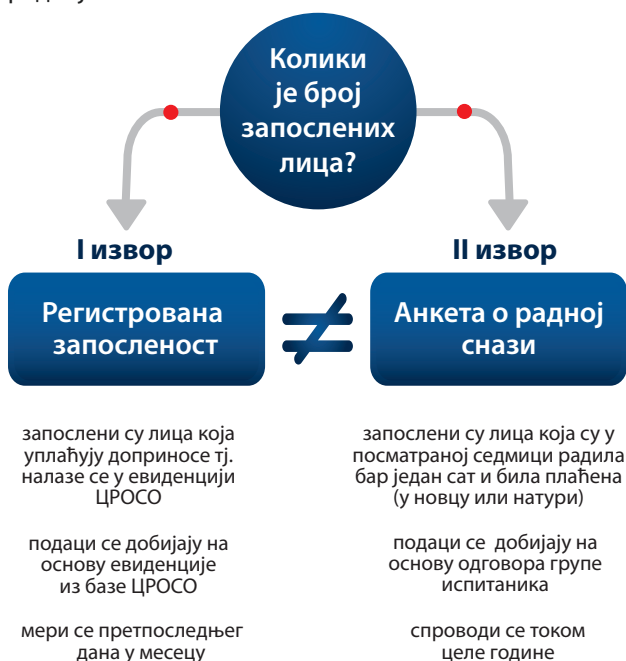 Колики
је број
запослених
лица?
I извор
Регистрована
запосленост
запослени су лица која
уплаћују доприносе тј.
налазе се у евиденцији
ЦРОСО
подаци се добијају на
основу евиденције
из базе ЦРОСО
мери се претпоследњег
дана у месецу
≠
II извор
Анкета о радној
снази
запослени су лица која су у
посматраној седмици радила
бар један сат и била плаћена
(у новцу или натури)
подаци се добијају на
основу одговора групе
испитаника
спроводи се током
целе године